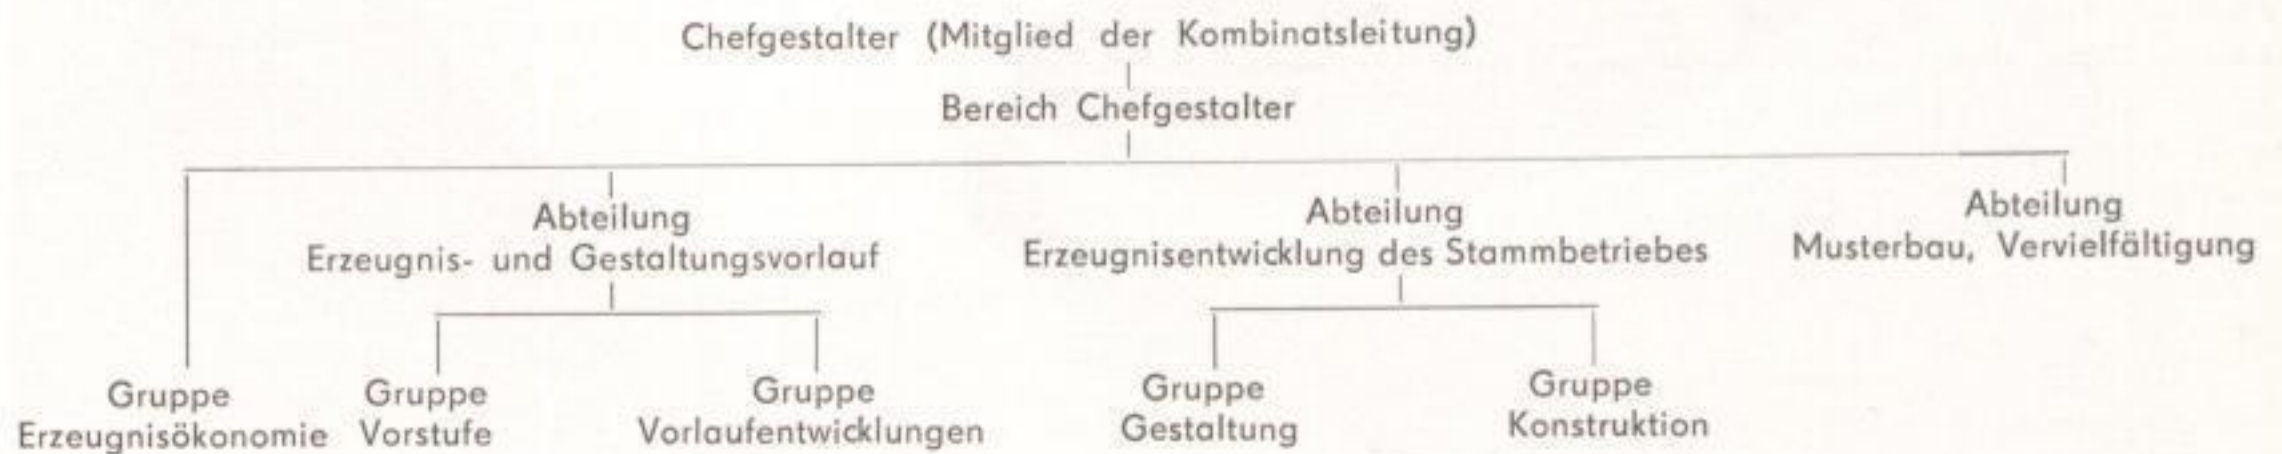 Chefgestalter (Mitglied der Kombinatsleitung)
Bereich Chefgestalter
Abteilung
Erzeugnis- und Gestaltungsvorlauf
Abteilung
Erzeugnisentwicklung des Stammbetriebes
Abteilung
Musterbau, Vervielfältigung
Gruppe
Erzeugnisökonomie
Gruppe
Vorstufe
Gruppe
Vorlaufentwicklungen
Gruppe
Gestaltung
Gruppe
Konstruktion